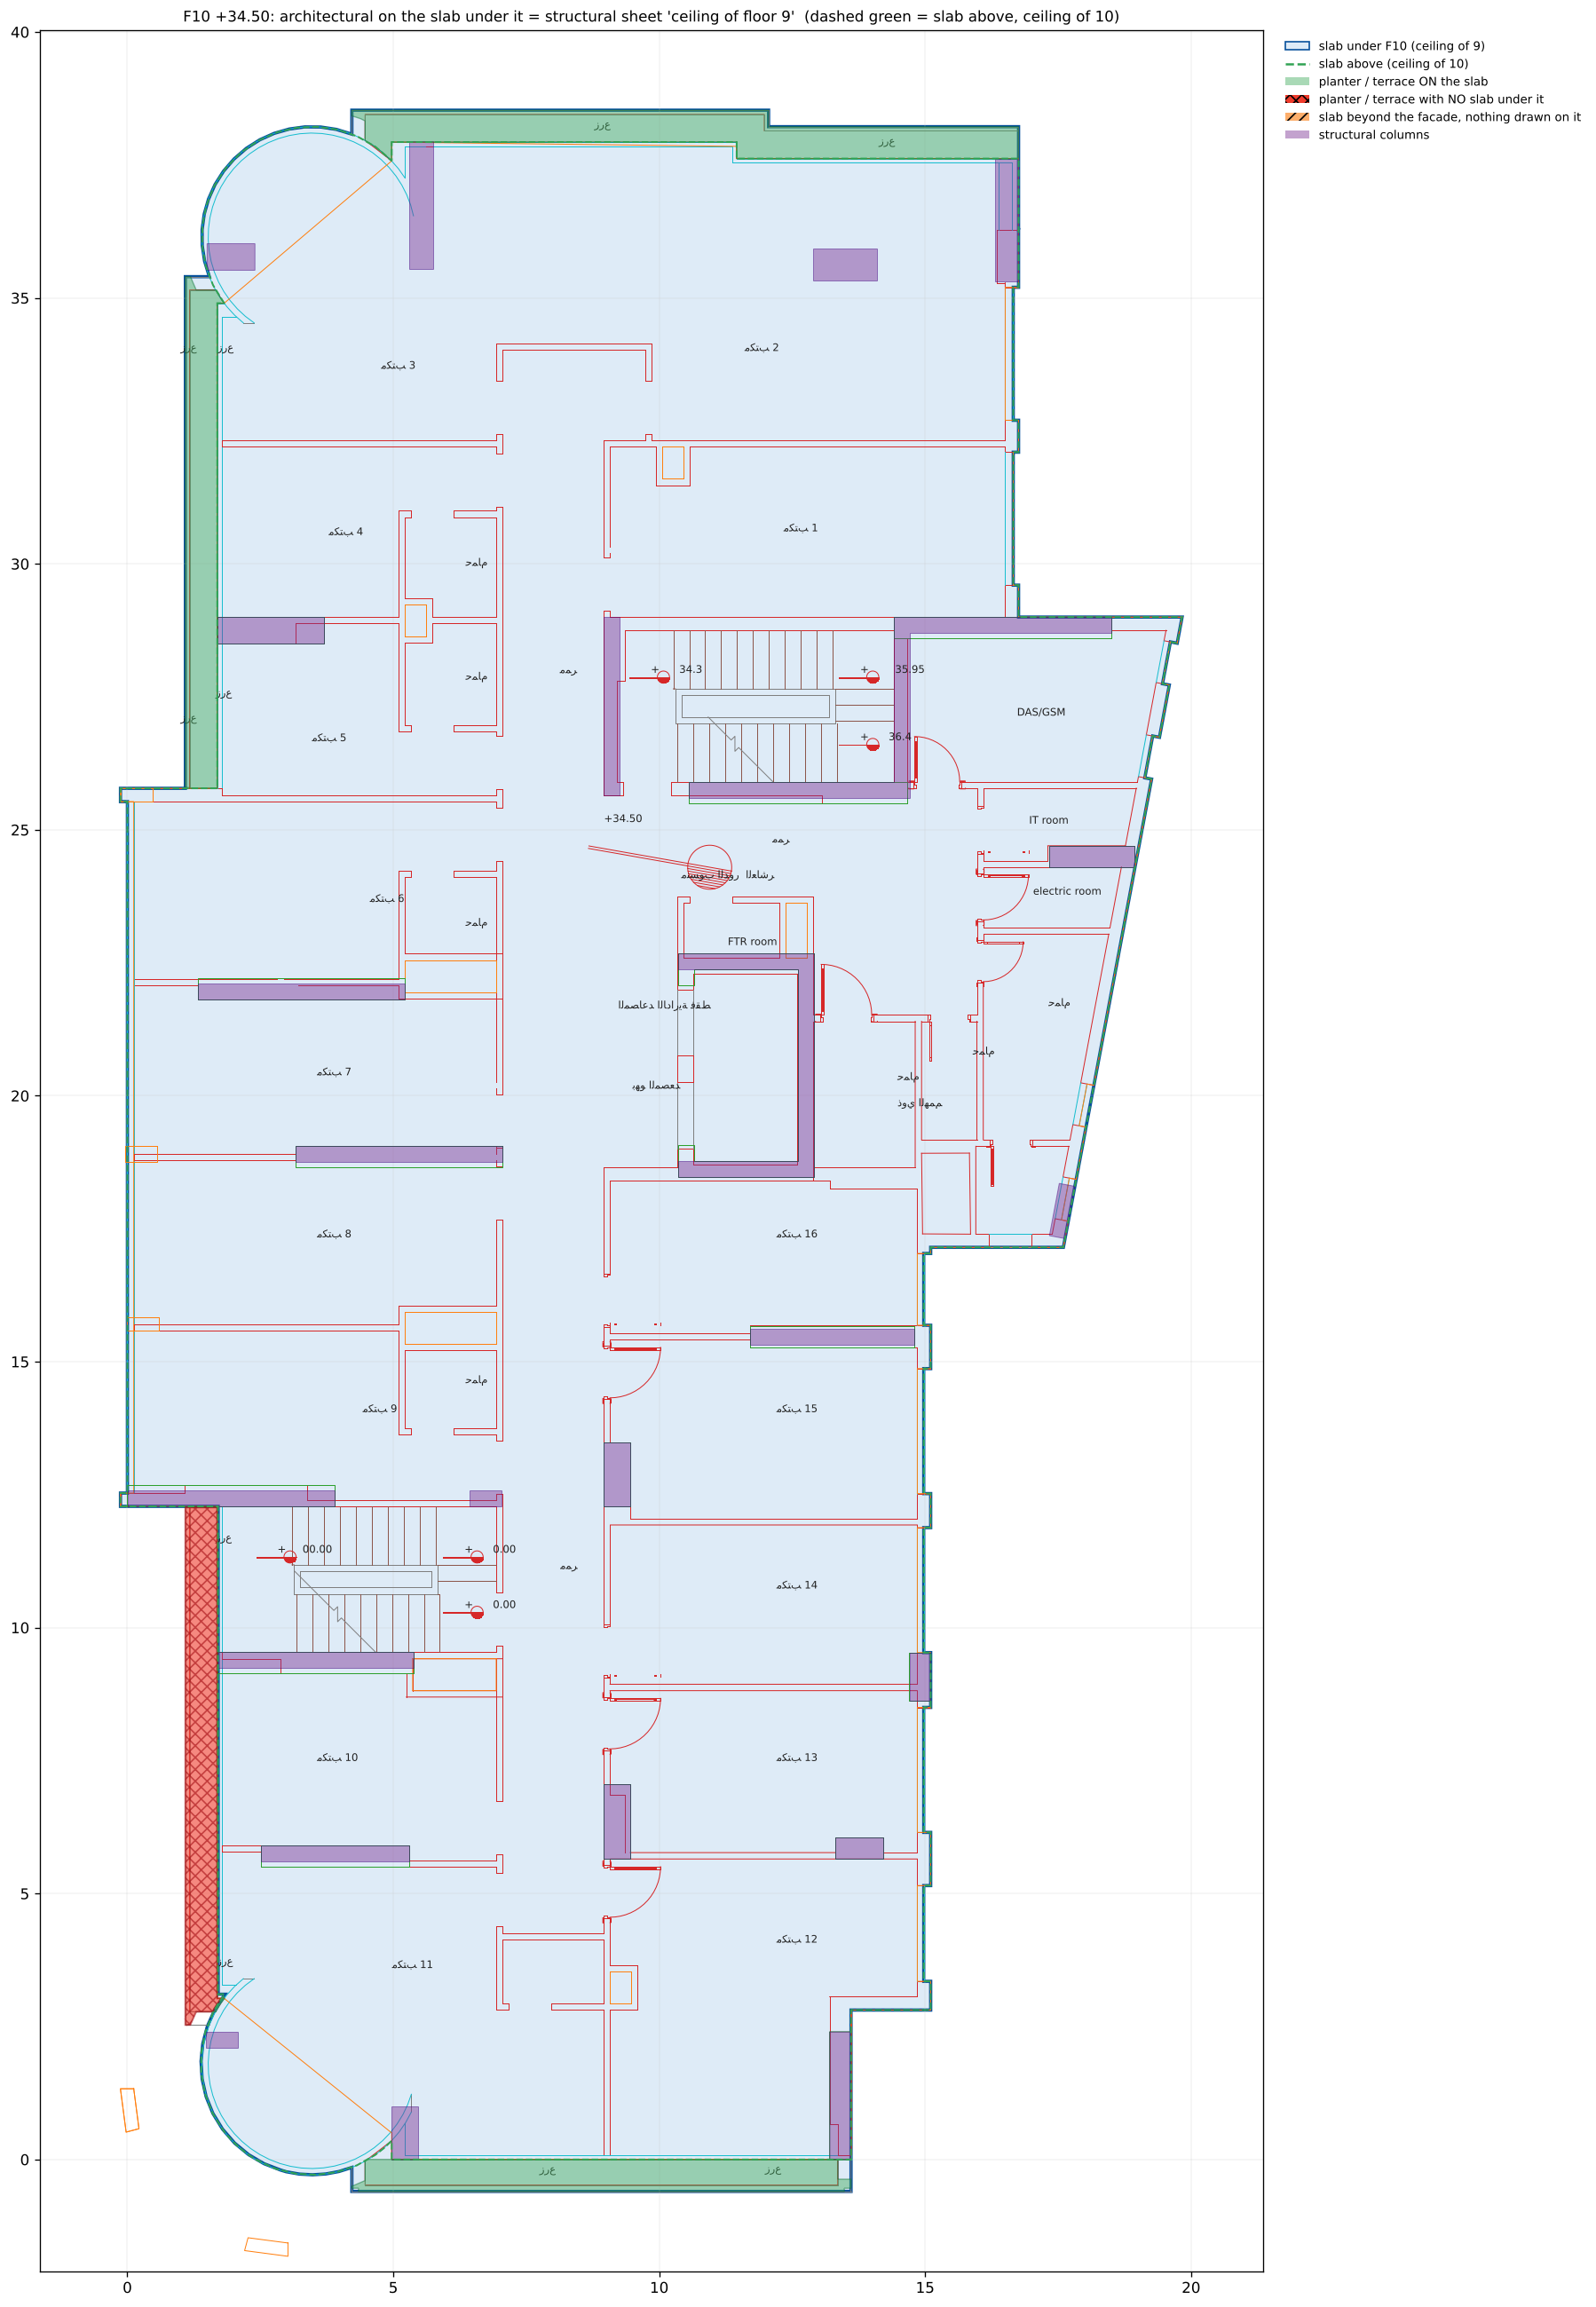 F10 +34.50: architectural on the slab under it = structural sheet 'ceiling of floor 9' (dashed green = slab above, ceiling of 10)
slab under F10 (ceiling of 9)
slab above (ceiling of 10)
planter / terrace ON the slab
planter / terrace with NO slab under it
slab beyond the facade, nothing drawn on it
structural columns
40
35
30
25
20
15
10
5
0
زرع
زرع
زرع
زرع
مكتب 3
مكتب 2
مكتب 4
حمام
مكتب 1
حمام
ممر
+ 34.3
+ 35.95
زرع
زرع
مكتب 5
+ 36.4
DAS/GSM
+34.50
ممر
IT room
منسوب الدور العاشر
مكتب 6
حمام
electric room
FTR room
المصاعد الادارية فقط
حمام
مكتب 7
بهو المصعد
حمام
حمام
ذوي الهمم
مكتب 8
مكتب 16
حمام
مكتب 9
مكتب 15
زرع
+ 00.00
+ 0.00
ممر
مكتب 14
+ 0.00
مكتب 10
مكتب 13
زرع
مكتب 11
مكتب 12
زرع
زرع
0
5
10
15
20